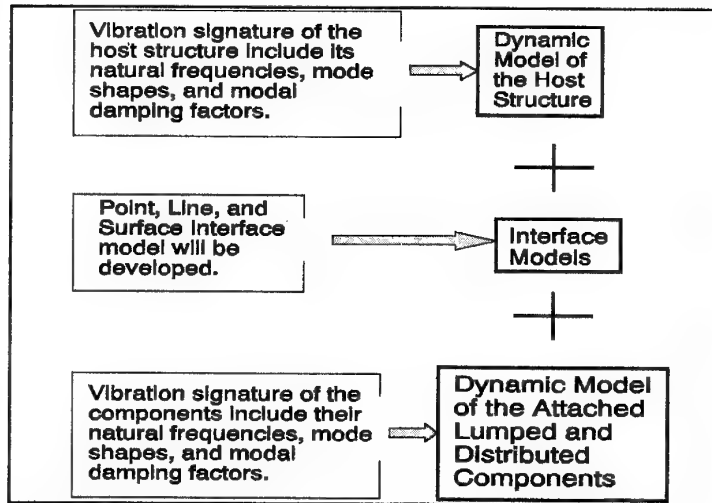 Vibration signature of the
host structure include its
natural frequencies, mode
shapes, and modal
damping factors.
Dynamic
Model of
the Host
Structure
Point, Line, and
Surface Interface
model will be
developed.
Interface
Models
Vibration signature of the
components include their
natural frequencies, mode
shapes, and modal
damping factors.
Dynamic Model
of the Attached
Lumped and
Distributed
Components